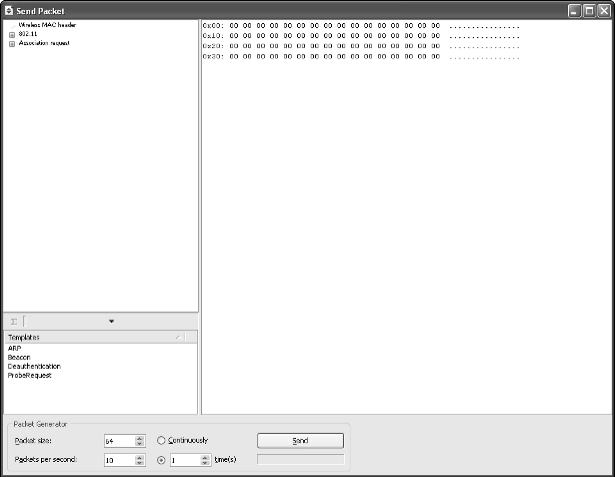 Send Packet
Wireless MAC header
802.11
Association request
0x00: 00 00 00 00 00 00 00 00 00 00 00 00 00 00 00 00 ................
0x10: 00 00 00 00 00 00 00 00 00 00 00 00 00 00 00 00 ................
0x20: 00 00 00 00 00 00 00 00 00 00 00 00 00 00 00 00 ................
0x30: 00 00 00 00 00 00 00 00 00 00 00 00 00 00 00 00 ................
Templates
ARP
Beacon
Deauthentication
ProbeRequest
Packet Generator
Packet size: 64 Continuously Send
Packets per second: 10 1 time(s)